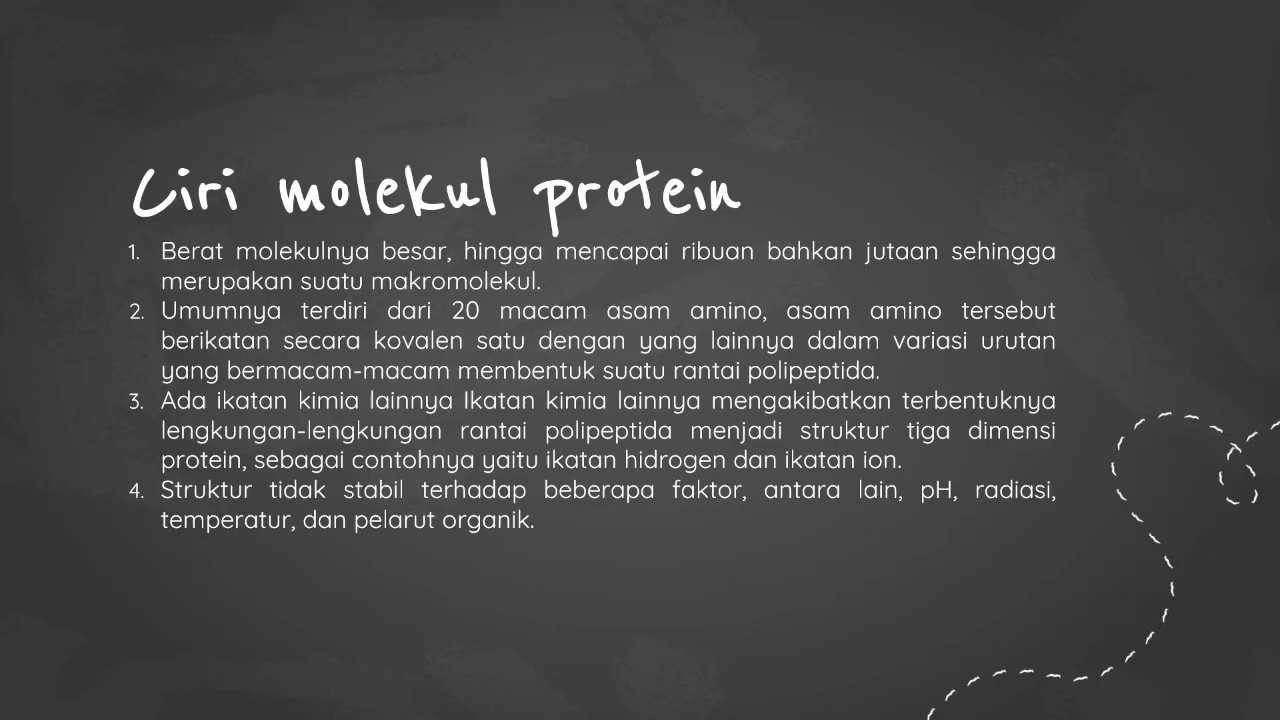 Ciri molekul protein
1. Berat molekulnya besar, hingga mencapai ribuan bahkan jutaan sehingga
merupakan suatu makromolekul.
2. Umumnya terdiri dari 20 macam asam amino, asam amino tersebut
berikatan secara kovalen satu dengan yang lainnya dalam variasi urutan
yang bermacam-macam membentuk suatu rantai polipeptida.
3. Ada ikatan kimia lainnya Ikatan kimia lainnya mengakibatkan terbentuknya
lengkungan-lengkungan rantai polipeptida menjadi struktur tiga dimensi
protein, sebagai contohnya yaitu ikatan hidrogen dan ikatan ion.
4. Struktur tidak stabil terhadap beberapa faktor, antara lain, pH, radiasi,
temperatur, dan pelarut organik.